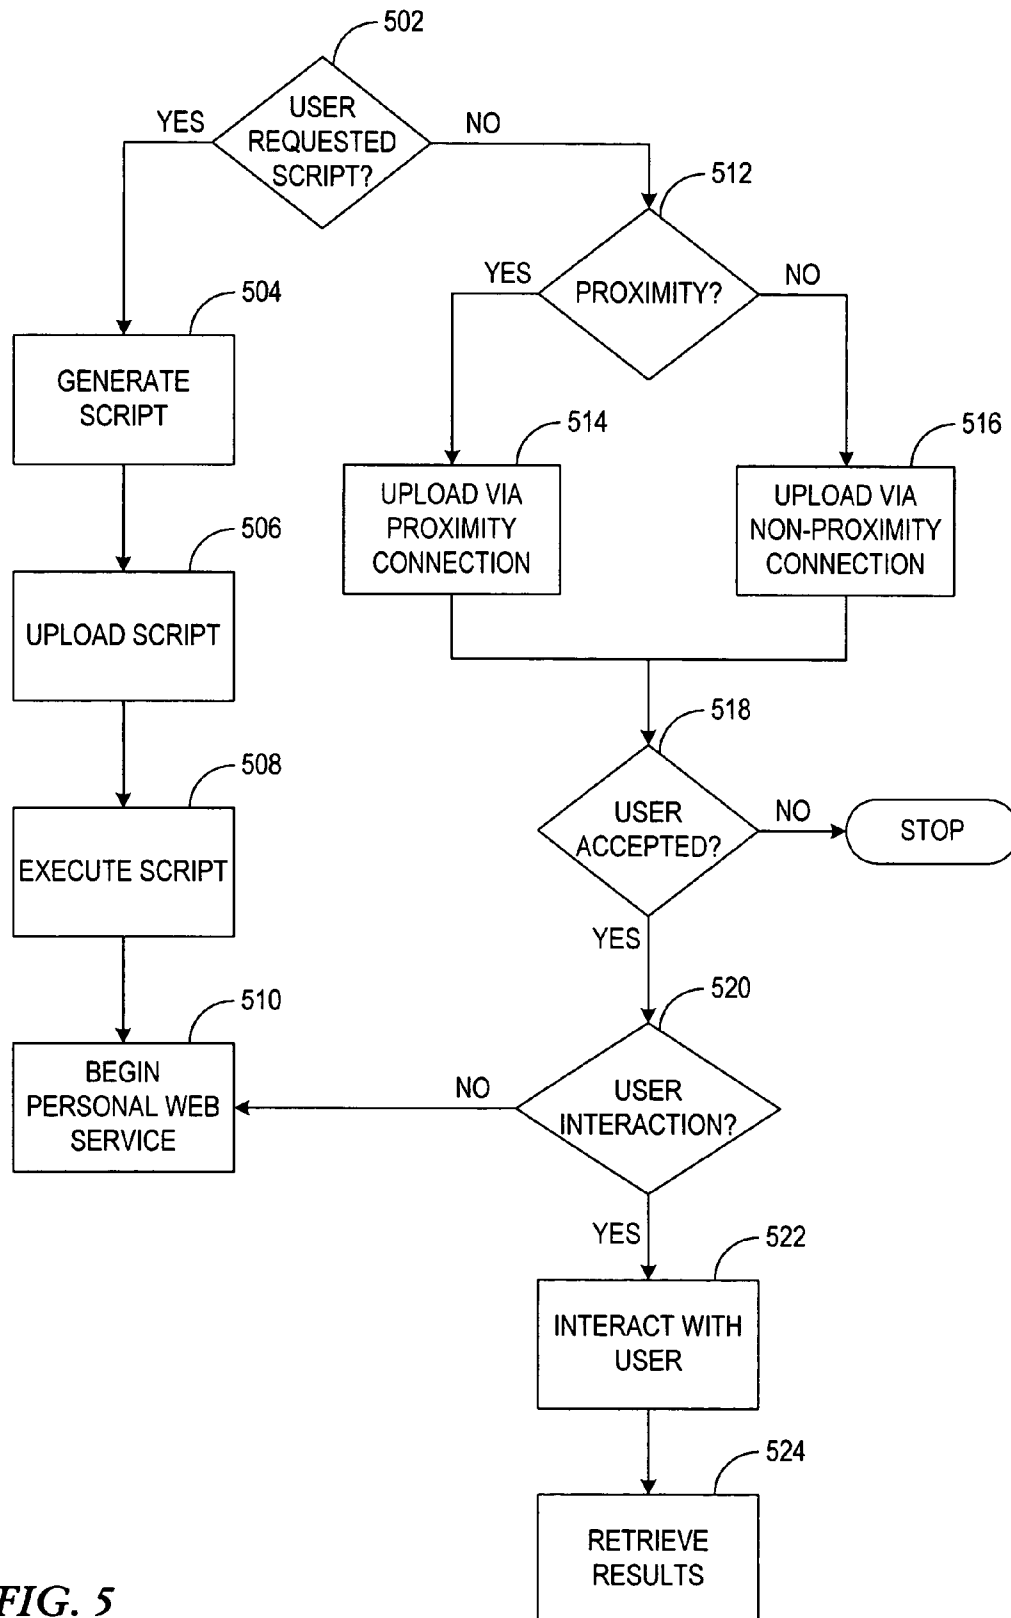 502
USER
REQUESTED
SCRIPT?
YES
NO
512
PROXIMITY?
YES
NO
504
GENERATE
SCRIPT
514
UPLOAD VIA
PROXIMITY
CONNECTION
516
UPLOAD VIA
NON-PROXIMITY
CONNECTION
506
UPLOAD SCRIPT
518
USER
ACCEPTED?
NO
STOP
YES
508
EXECUTE SCRIPT
510
BEGIN
PERSONAL WEB
SERVICE
520
USER
INTERACTION?
NO
YES
522
INTERACT WITH
USER
524
RETRIEVE
RESULTS
FIG. 5